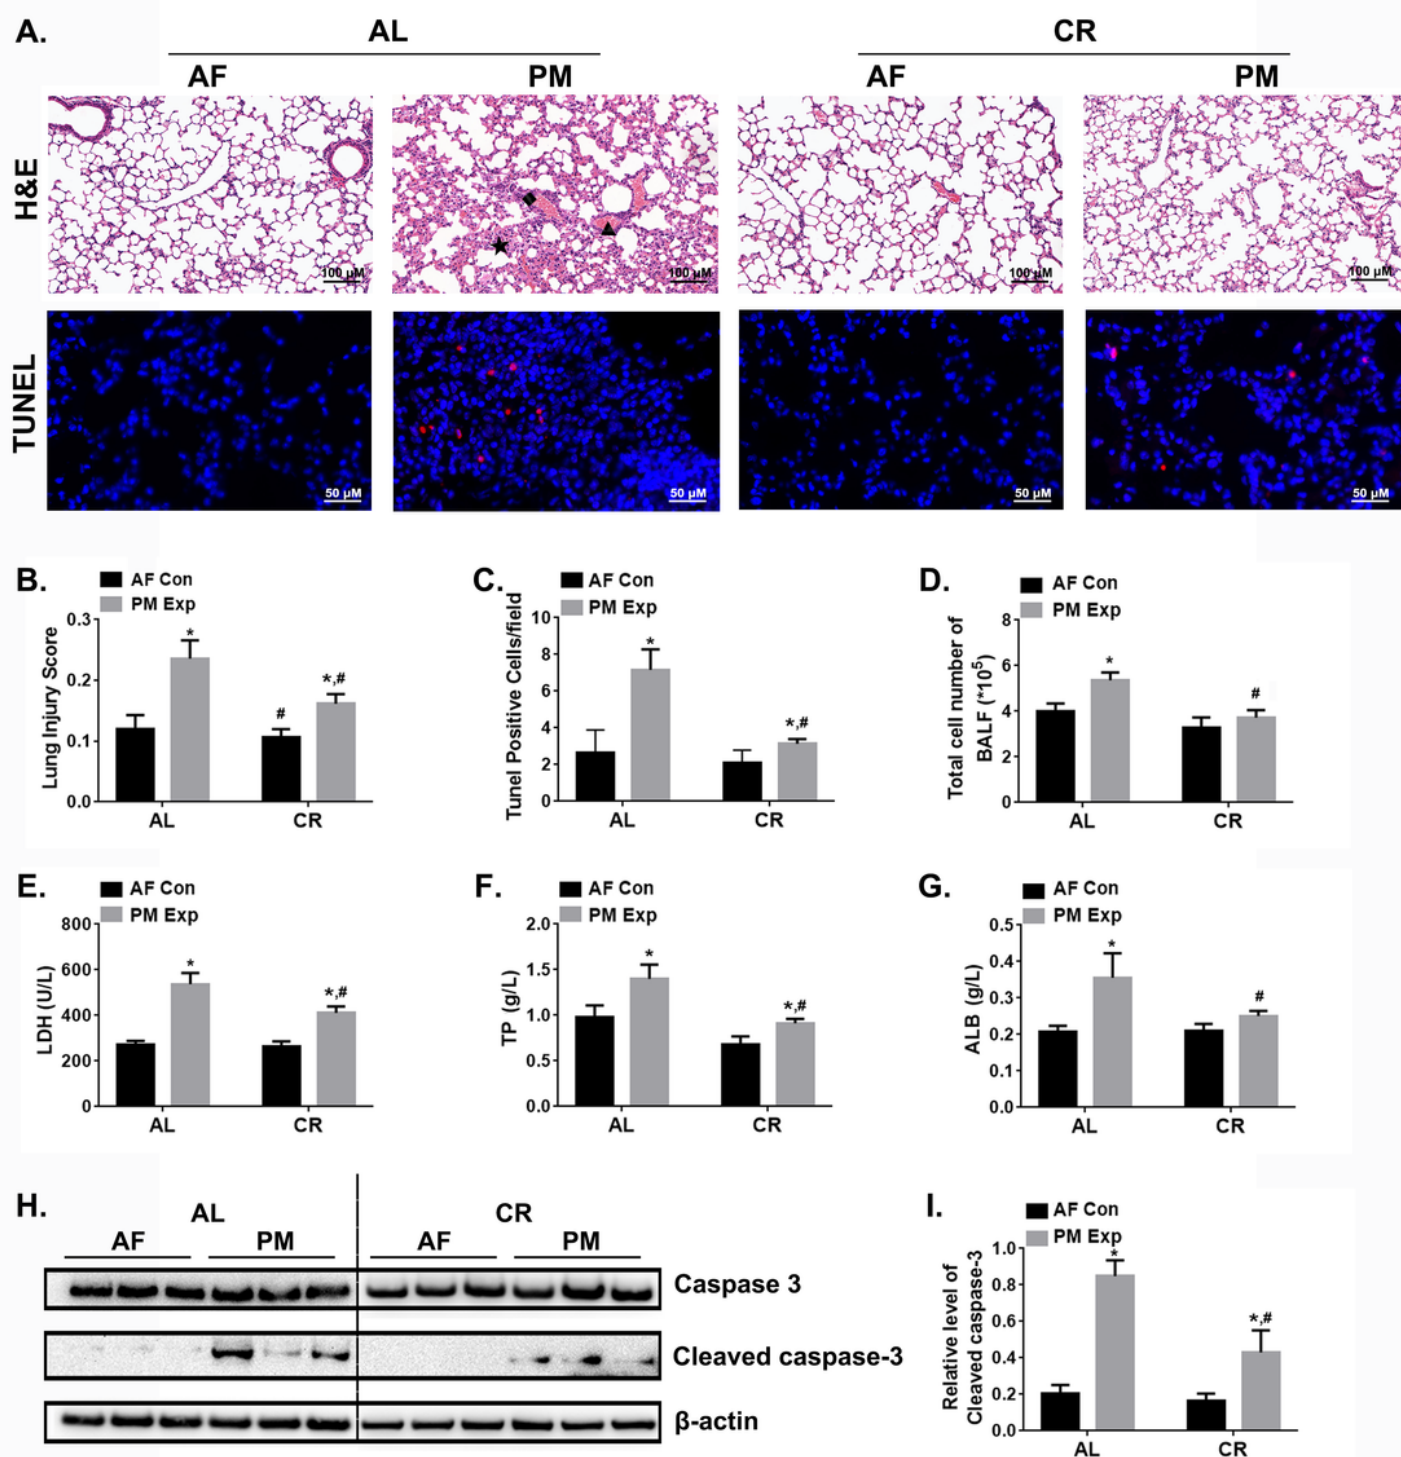 A.
AL
CR
AF
PM
AF
PM
H&E
100 µM
100 µM
100 µM
100 µM
TUNEL
50 µM
50 µM
50 µM
50 µM
B.
AF Con
PM Exp
Lung Injury Score
0.3
0.2
0.1
0.0
*
#
*,#
AL
CR
C.
AF Con
PM Exp
Tunel Positive Cells/field
10
8
6
4
2
0
*
*,#
AL
CR
D.
AF Con
PM Exp
Total cell number of
BALF (*10^5)
8
6
4
2
0
*
#
AL
CR
E.
AF Con
PM Exp
LDH (U/L)
800
600
400
200
0
*
*,#
AL
CR
F.
AF Con
PM Exp
TP (g/L)
2.0
1.5
1.0
0.5
0.0
*
*,#
AL
CR
G.
AF Con
PM Exp
ALB (g/L)
0.5
0.4
0.3
0.2
0.1
0.0
*
#
AL
CR
H.
AL
CR
AF
PM
AF
PM
Caspase 3
Cleaved caspase-3
β-actin
I.
AF Con
PM Exp
Relative level of
Cleaved caspase-3
1.0
0.8
0.6
0.4
0.2
0.0
*
*,#
AL
CR